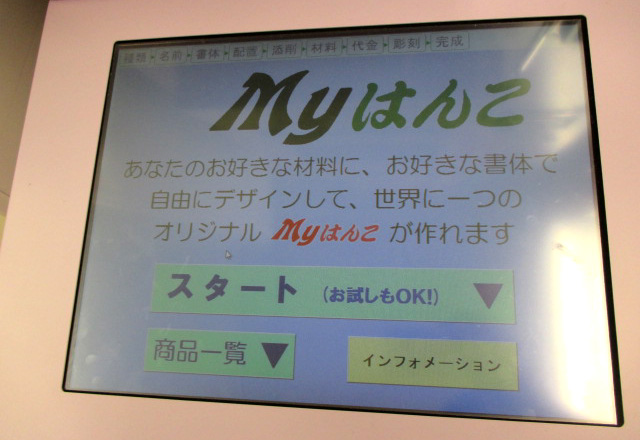 種類▶名前▶書体▶配置▶添削▶材料▶代金▶彫刻▶完成
Myはんこ
あなたのお好きな材料に、お好きな書体で
自由にデザインして、世界に一つの
オリジナル Myはんこ が作れます
スタート (お試しもOK!) ▼
商品一覧 ▼
インフォメーション